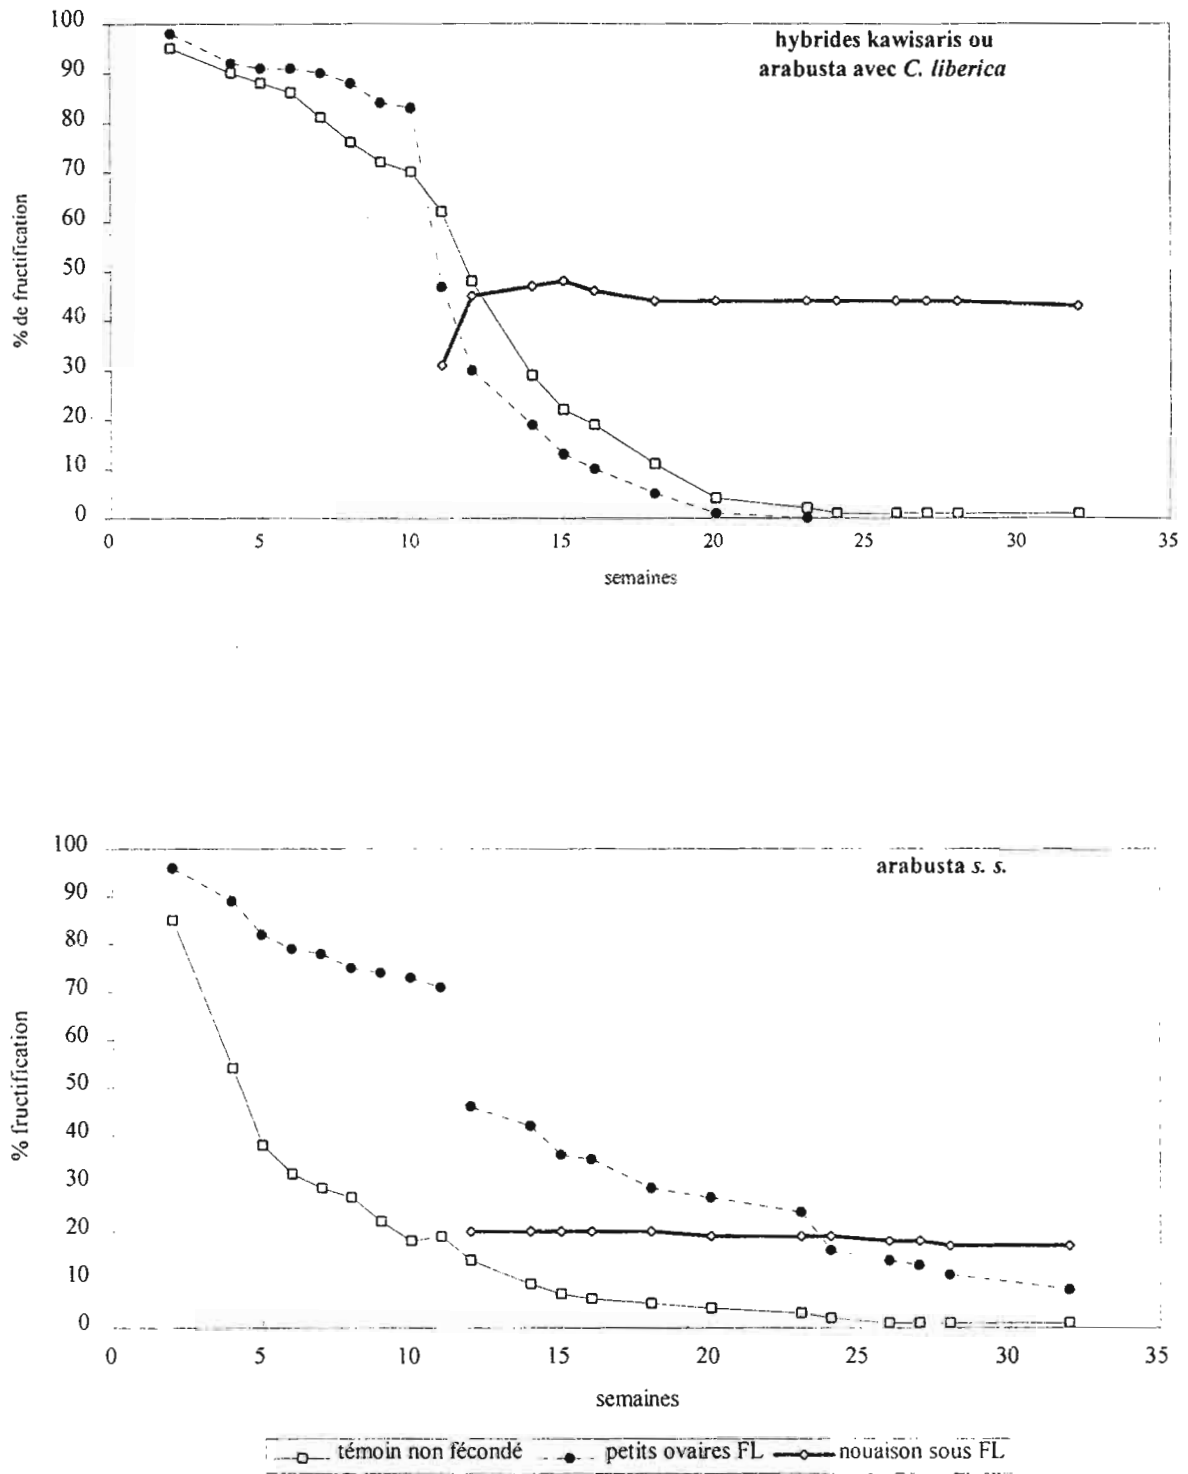 100
90
80
70
60
50
40
30
20
10
0
% de fructification
hybrides kawisaris ou
arabusta avec C. liberica
0 5 10 15 20 25 30 35
semaines
100
90
80
70
60
50
40
30
20
10
0
% fructification
arabusta s. s.
0 5 10 15 20 25 30 35
semaines
témoin non fécondé petits ovaires FL nouaison sous FL